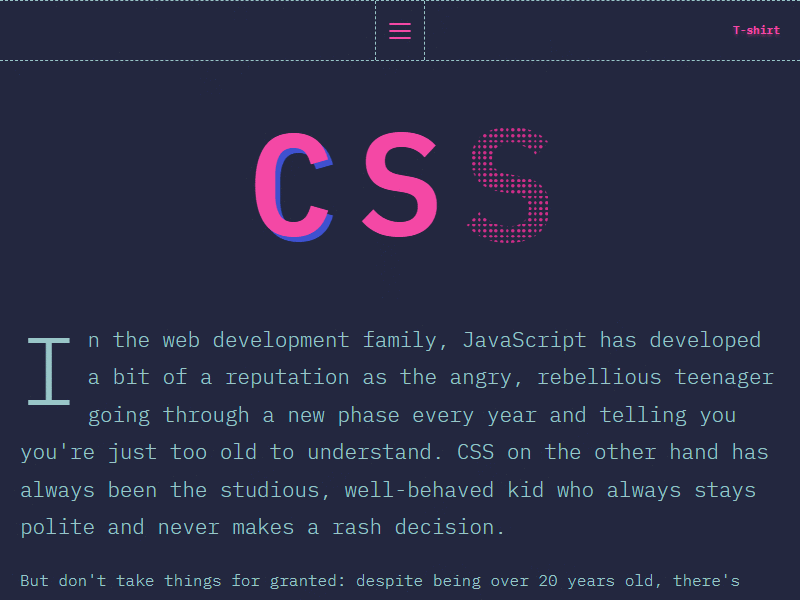 T-shirt
CSS
In the web development family, JavaScript has developed
a bit of a reputation as the angry, rebellious teenager
going through a new phase every year and telling you
you're just too old to understand. CSS on the other hand has
always been the studious, well-behaved kid who always stays
polite and never makes a rash decision.
But don't take things for granted: despite being over 20 years old, there's